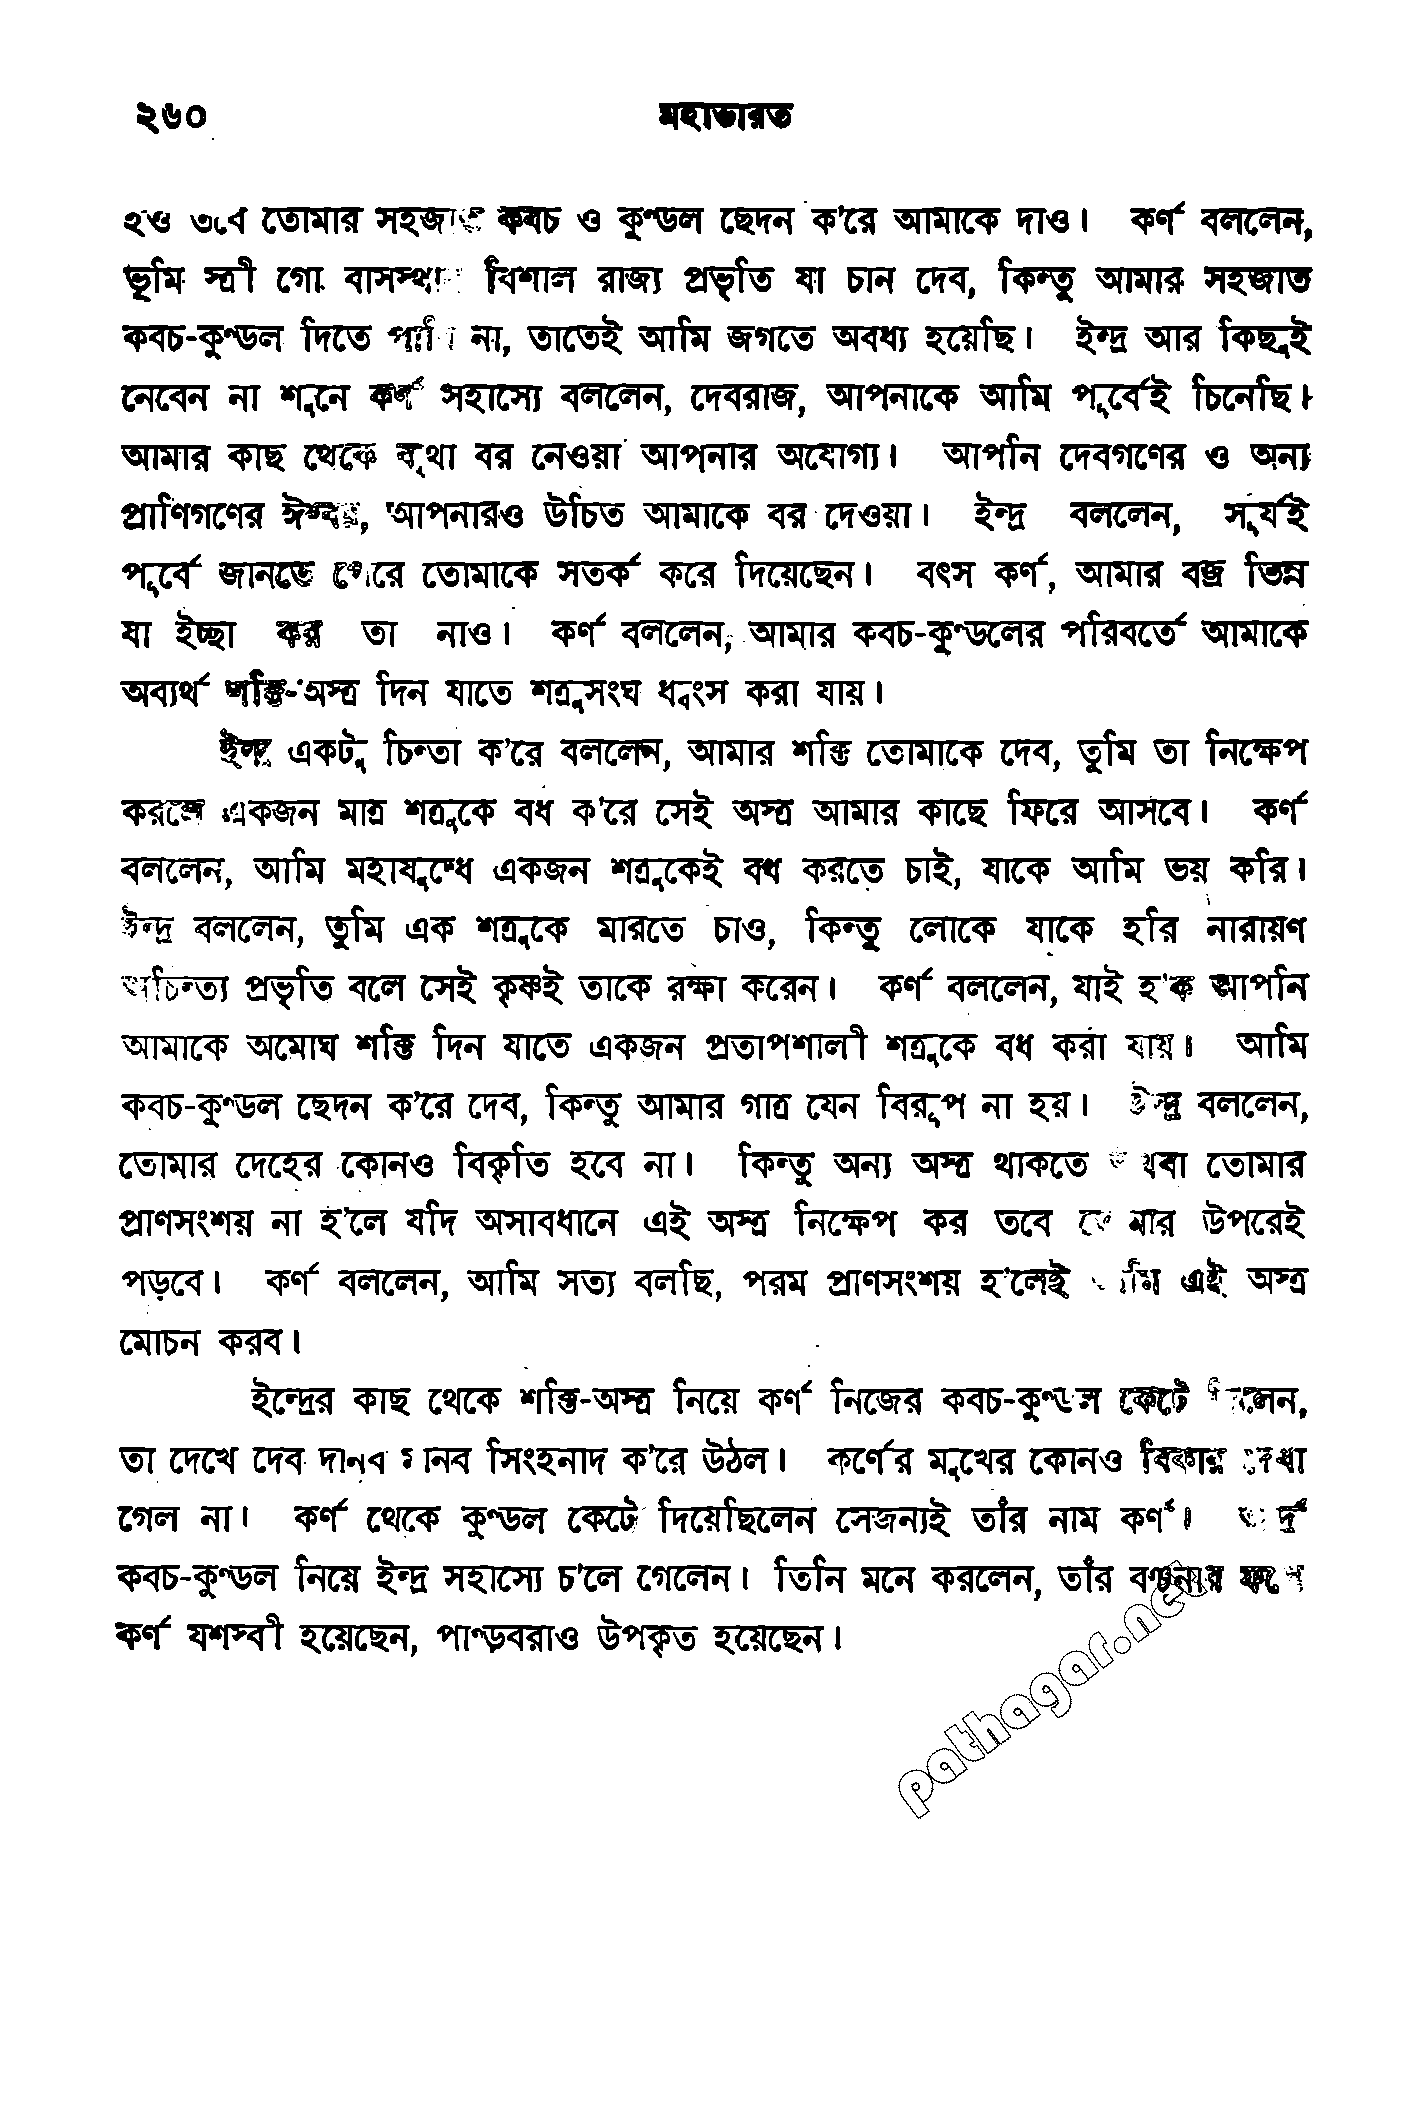 ২৬০ মহাভারত
হও তবে তোমার সহজাত কবচ ও কুণ্ডল ছেদন ক'রে আমাকে দাও। কর্ণ বললেন,
ভূমি স্ত্রী গো বাসস্থান বিশাল রাজ্য প্রভৃতি যা চান দেব, কিন্তু আমার সহজাত
কবচ-কুণ্ডল দিতে পারি না, তাতেই আমি জগতে অবধ্য হয়েছি। ইন্দ্র আর কিছুই
নেবেন না শুনে কর্ণ সহাস্যে বললেন, দেবরাজ, আপনাকে আমি পূর্বেই চিনেছি।
আমার কাছ থেকে বৃথা বর নেওয়া আপনার অযোগ্য। আপনি দেবগণের ও অন্য
প্রাণিগণের ঈশ্বর, আপনারও উচিত আমাকে বর দেওয়া। ইন্দ্র বললেন, সূর্যই
পূর্বে জানতে পেরে তোমাকে সতর্ক করে দিয়েছেন। বৎস কর্ণ, আমার বজ্র ভিন্ন
যা ইচ্ছা কর তা নাও। কর্ণ বললেন, আমার কবচ-কুণ্ডলের পরিবর্তে আমাকে
অব্যর্থ শক্তি-অস্ত্র দিন যাতে শত্রুসংঘ ধ্বংস করা যায়।
ইন্দ্র একটু চিন্তা ক'রে বললেন, আমার শক্তি তোমাকে দেব, তুমি তা নিক্ষেপ
করলে একজন মাত্র শত্রুকে বধ ক'রে সেই অস্ত্র আমার কাছে ফিরে আসবে। কর্ণ
বললেন, আমি মহাযুদ্ধে একজন শত্রুকেই বধ করতে চাই, যাকে আমি ভয় করি।
ইন্দ্র বললেন, তুমি এক শত্রুকে মারতে চাও, কিন্তু লোকে যাকে হরি নারায়ণ
অচিন্ত্য প্রভৃতি বলে সেই কৃষ্ণই তাকে রক্ষা করেন। কর্ণ বললেন, যাই হ'ক আপনি
আমাকে অমোঘ শক্তি দিন যাতে একজন প্রতাপশালী শত্রুকে বধ করা যায়। আমি
কবচ-কুণ্ডল ছেদন ক'রে দেব, কিন্তু আমার গাত্র যেন বিরূপ না হয়। ইন্দ্র বললেন,
তোমার দেহের কোনও বিকৃতি হবে না। কিন্তু অন্য অস্ত্র থাকতে অথবা তোমার
প্রাণসংশয় না হ'লে যদি অসাবধানে এই অস্ত্র নিক্ষেপ কর তবে তোমার উপরেই
পড়বে। কর্ণ বললেন, আমি সত্য বলছি, পরম প্রাণসংশয় হ'লেই আমি এই অস্ত্র
মোচন করব।
ইন্দ্রের কাছ থেকে শক্তি-অস্ত্র নিয়ে কর্ণ নিজের কবচ-কুণ্ডল কেটে দিলেন,
তা দেখে দেব দানব মানব সিংহনাদ ক'রে উঠল। কর্ণের মুখের কোনও বিকার দেখা
গেল না। কর্ণ থেকে কুণ্ডল কেটে দিয়েছিলেন সেজন্যই তাঁর নাম কর্ণ। আর্দ্র
কবচ-কুণ্ডল নিয়ে ইন্দ্র সহাস্যে চ'লে গেলেন। তিনি মনে করলেন, তাঁর বঞ্চনার ফলে
কর্ণ যশস্বী হয়েছেন, পাণ্ডবরাও উপকৃত হয়েছেন।
pathagar.net